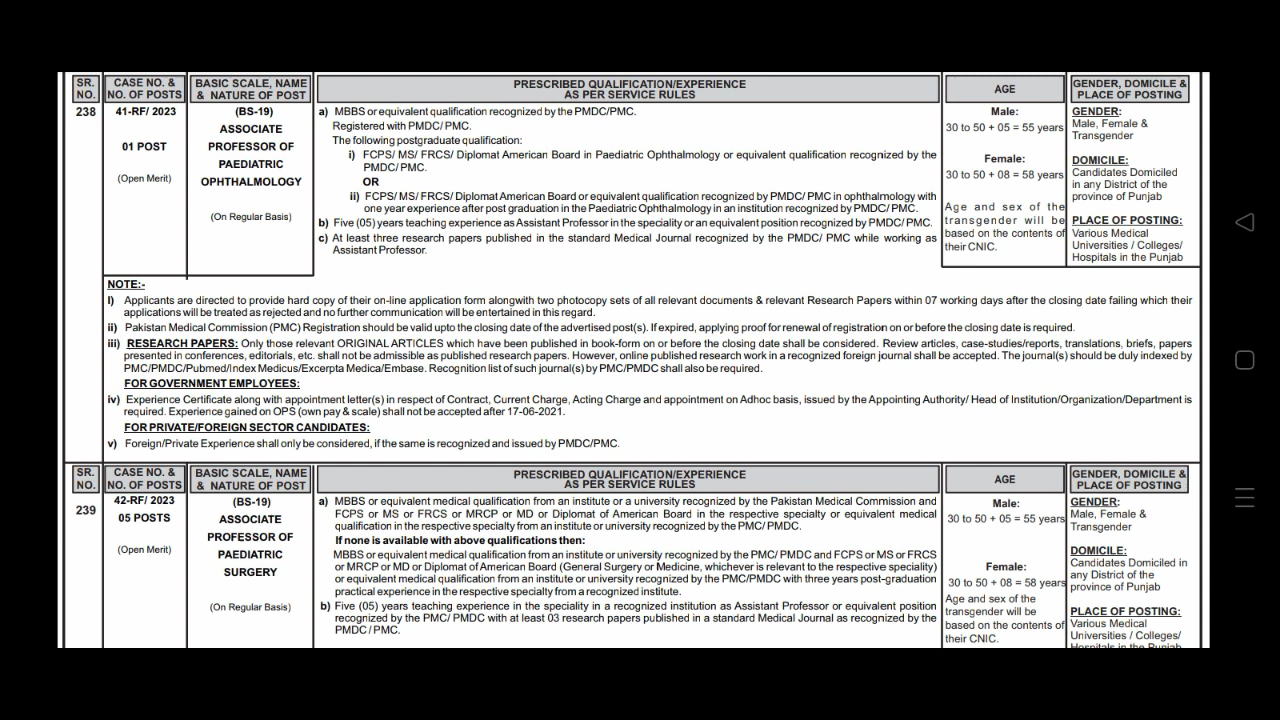 SR. NO.
CASE NO. & NO. OF POSTS
BASIC SCALE, NAME & NATURE OF POST
PRESCRIBED QUALIFICATION/EXPERIENCE
AS PER SERVICE RULES
AGE
GENDER, DOMICILE & PLACE OF POSTING
238
41-RF/ 2023
01 POST
(Open Merit)
(BS-19)
ASSOCIATE
PROFESSOR OF
PAEDIATRIC
OPHTHALMOLOGY
(On Regular Basis)
a) MBBS or equivalent qualification recognized by the PMDC/PMC.
Registered with PMDC/ PMC.
The following postgraduate qualification:
i) FCPS/ MS/ FRCS/ Diplomat American Board in Paediatric Ophthalmology or equivalent qualification recognized by the
PMDC/ PMC.
OR
ii) FCPS/ MS/ FRCS/ Diplomat American Board or equivalent qualification recognized by PMDC/ PMC in ophthalmology with
one year experience after post graduation in the Paediatric Ophthalmology in an institution recognized by PMDC/ PMC.
b) Five (05) years teaching experience as Assistant Professor in the speciality or an equivalent position recognized by PMDC/ PMC.
c) At least three research papers published in the standard Medical Journal recognized by the PMDC/ PMC while working as
Assistant Professor.
Male:
30 to 50 + 05 = 55 years
Female:
30 to 50 + 08 = 58 years
Age and sex of the
transgender will be
based on the contents of
their CNIC.
GENDER:
Male, Female &
Transgender
DOMICILE:
Candidates Domiciled
in any District of the
province of Punjab
PLACE OF POSTING:
Various Medical
Universities / Colleges/
Hospitals in the Punjab
NOTE:-
I) Applicants are directed to provide hard copy of their on-line application form alongwith two photocopy sets of all relevant documents & relevant Research Papers within 07 working days after the closing date failing which their
applications will be treated as rejected and no further communication will be entertained in this regard.
ii) Pakistan Medical Commission (PMC) Registration should be valid upto the closing date of the advertised post(s). If expired, applying proof for renewal of registration on or before the closing date is required.
iii) RESEARCH PAPERS: Only those relevant ORIGINAL ARTICLES which have been published in book-form on or before the closing date shall be considered. Review articles, case-studies/reports, translations, briefs, papers
presented in conferences, editorials, etc. shall not be admissible as published research papers. However, online published research work in a recognized foreign journal shall be accepted. The journal(s) should be duly indexed by
PMC/PMDC/Pubmed/Index Medicus/Excerpta Medica/Embase. Recognition list of such journal(s) by PMC/PMDC shall also be required.
FOR GOVERNMENT EMPLOYEES:
iv) Experience Certificate along with appointment letter(s) in respect of Contract, Current Charge, Acting Charge and appointment on Adhoc basis, issued by the Appointing Authority/ Head of Institution/Organization/Department is
required. Experience gained on OPS (own pay & scale) shall not be accepted after 17-06-2021.
FOR PRIVATE/FOREIGN SECTOR CANDIDATES:
v) Foreign/Private Experience shall only be considered, if the same is recognized and issued by PMDC/PMC.
SR. NO.
CASE NO. & NO. OF POSTS
BASIC SCALE, NAME & NATURE OF POST
PRESCRIBED QUALIFICATION/EXPERIENCE
AS PER SERVICE RULES
AGE
GENDER, DOMICILE & PLACE OF POSTING
239
42-RF/ 2023
05 POSTS
(Open Merit)
(BS-19)
ASSOCIATE
PROFESSOR OF
PAEDIATRIC
SURGERY
(On Regular Basis)
a) MBBS or equivalent medical qualification from an institute or a university recognized by the Pakistan Medical Commission and
FCPS or MS or FRCS or MRCP or MD or Diplomat of American Board in the respective specialty or equivalent medical
qualification in the respective specialty from an institute or university recognized by the PMC/ PMDC.
If none is available with above qualifications then:
MBBS or equivalent medical qualification from an institute or university recognized by the PMC/ PMDC and FCPS or MS or FRCS
or MRCP or MD or Diplomat of American Board (General Surgery or Medicine, whichever is relevant to the respective speciality)
or equivalent medical qualification from an institute or university recognized by the PMC/PMDC with three years post-graduation
practical experience in the respective specialty from a recognized institute.
b) Five (05) years teaching experience in the speciality in a recognized institution as Assistant Professor or equivalent position
recognized by the PMC/ PMDC with at least 03 research papers published in a standard Medical Journal as recognized by the
PMDC / PMC.
Male:
30 to 50 + 05 = 55 years
Female:
30 to 50 + 08 = 58 years
Age and sex of the
transgender will be
based on the contents of
their CNIC.
GENDER:
Male, Female &
Transgender
DOMICILE:
Candidates Domiciled in
any District of the
province of Punjab
PLACE OF POSTING:
Various Medical
Universities / Colleges/
Hospitals in the Punjab